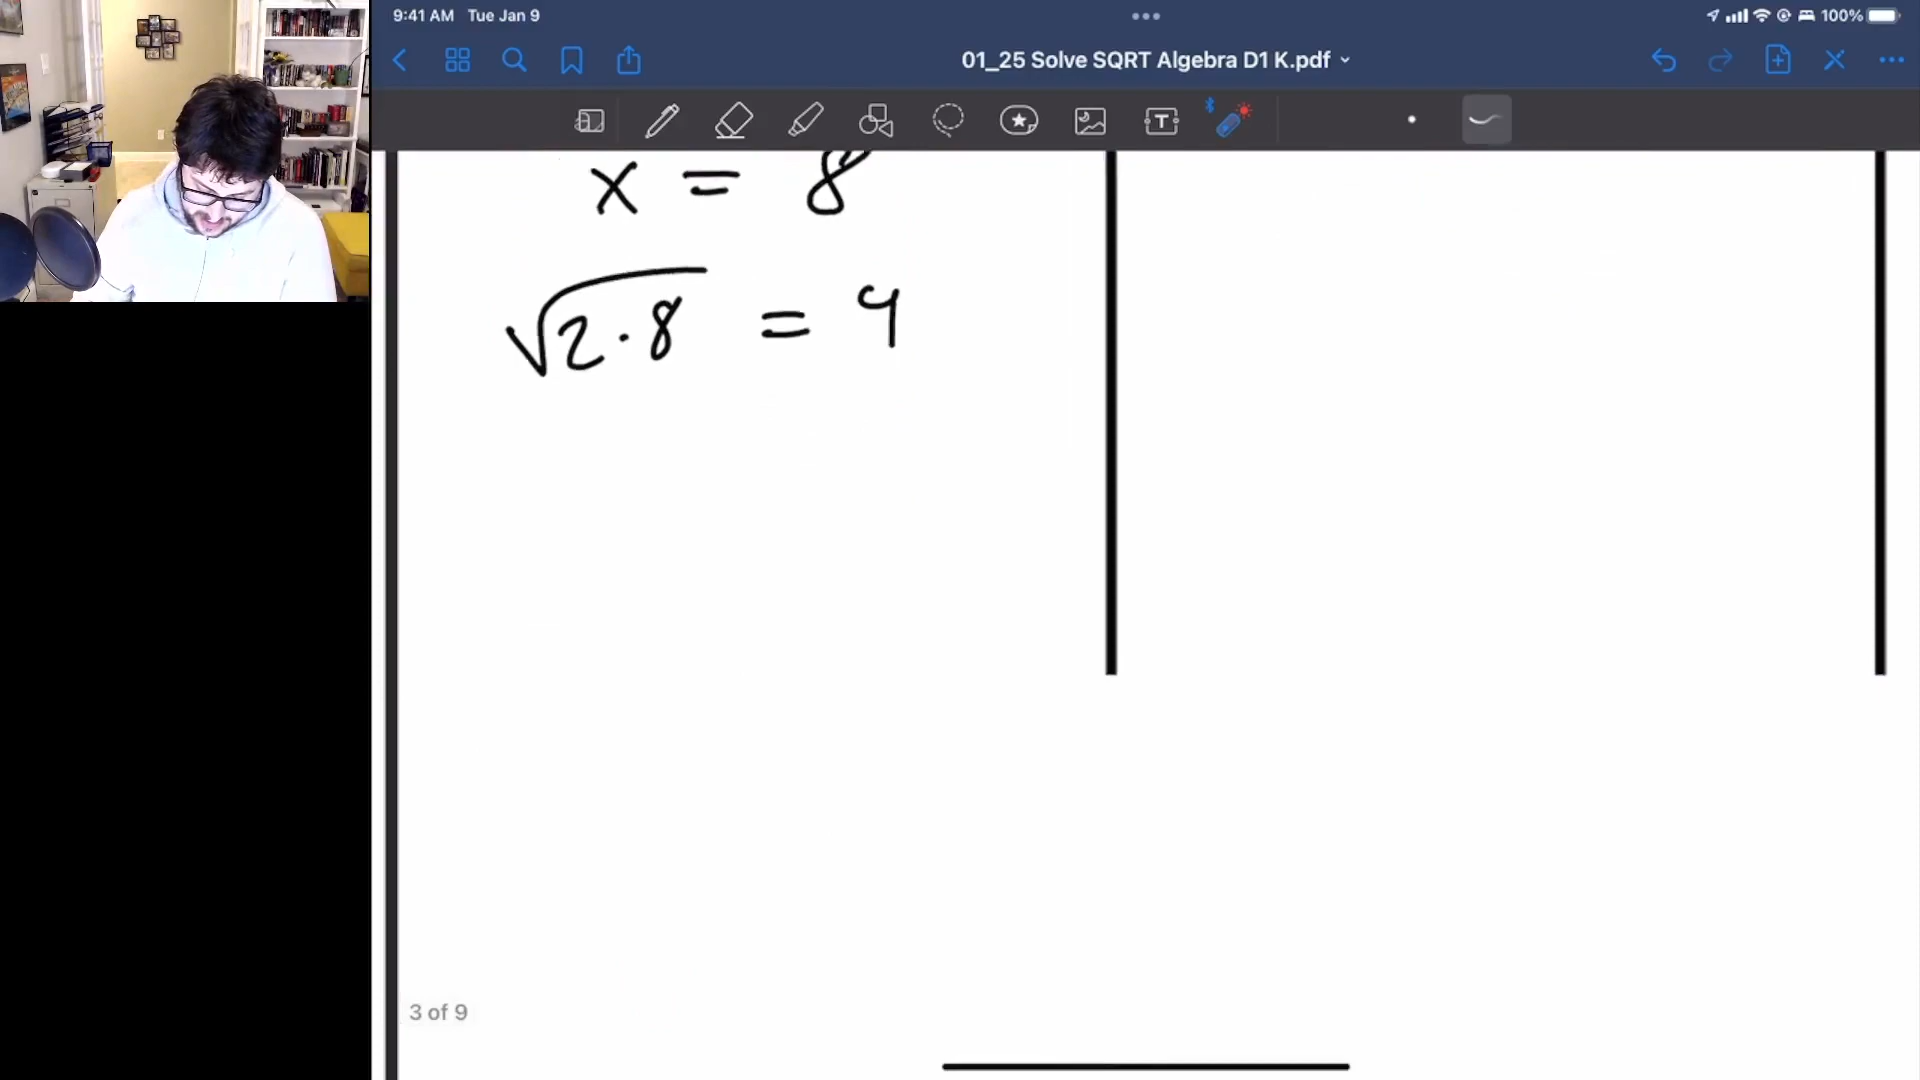 9:41 AM Tue Jan 9
100%
01_25 Solve SQRT Algebra D1 K.pdf
T
x = 8
√2·8 = 4
3 of 9